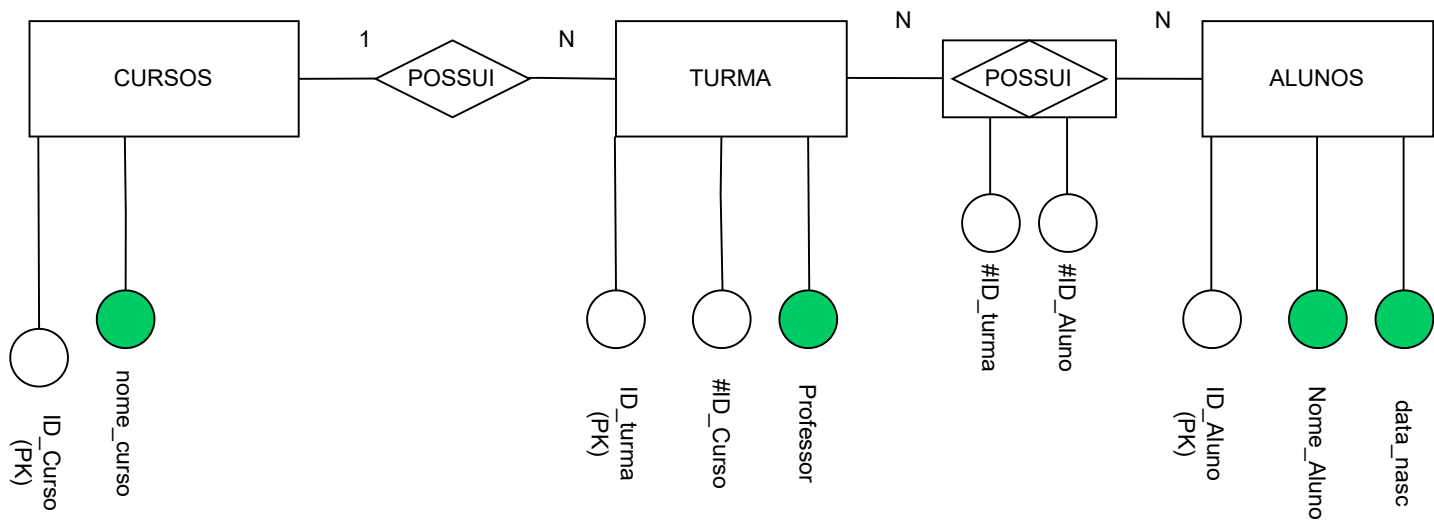 CURSOS
1
POSSUI
N
TURMA
N
POSSUI
N
ALUNOS
ID_Curso
(PK)
nome_curso
ID_turma
(PK)
#ID_Curso
Professor
#ID_turma
#ID_Aluno
ID_Aluno
(PK)
Nome_Aluno
data_nasc